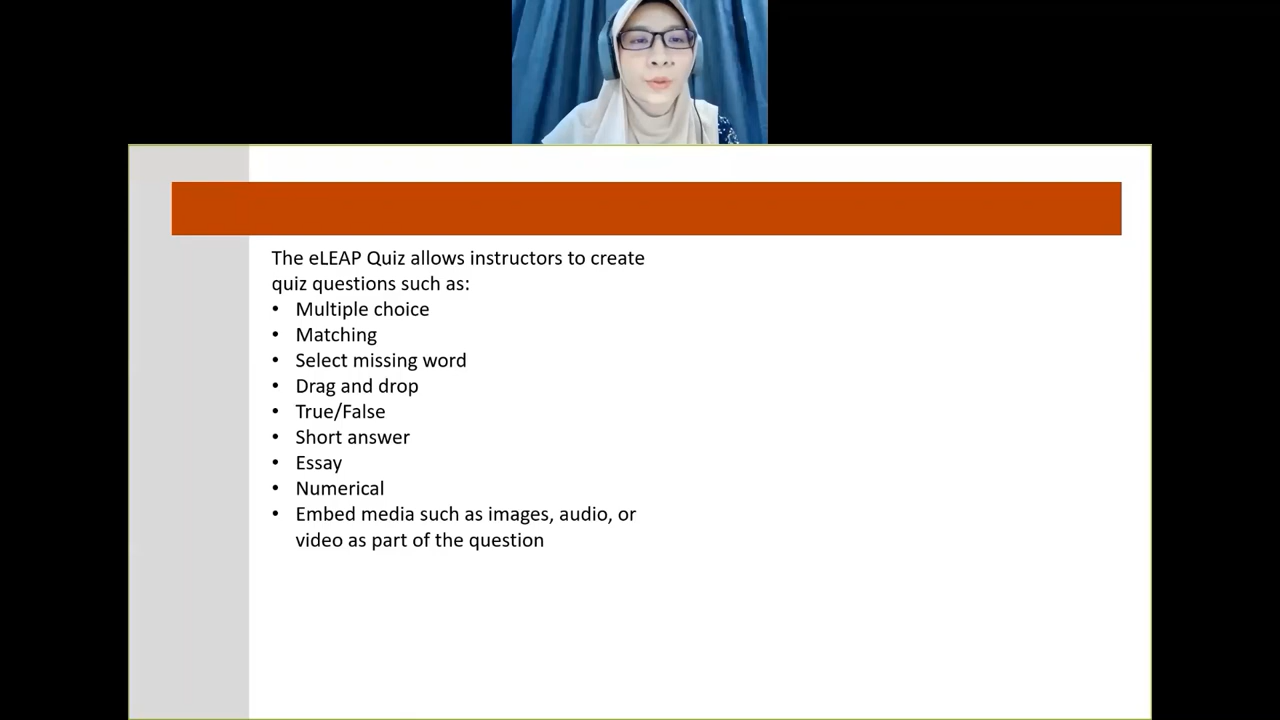 The eLEAP Quiz allows instructors to create
quiz questions such as:
• Multiple choice
• Matching
• Select missing word
• Drag and drop
• True/False
• Short answer
• Essay
• Numerical
• Embed media such as images, audio, or
video as part of the question